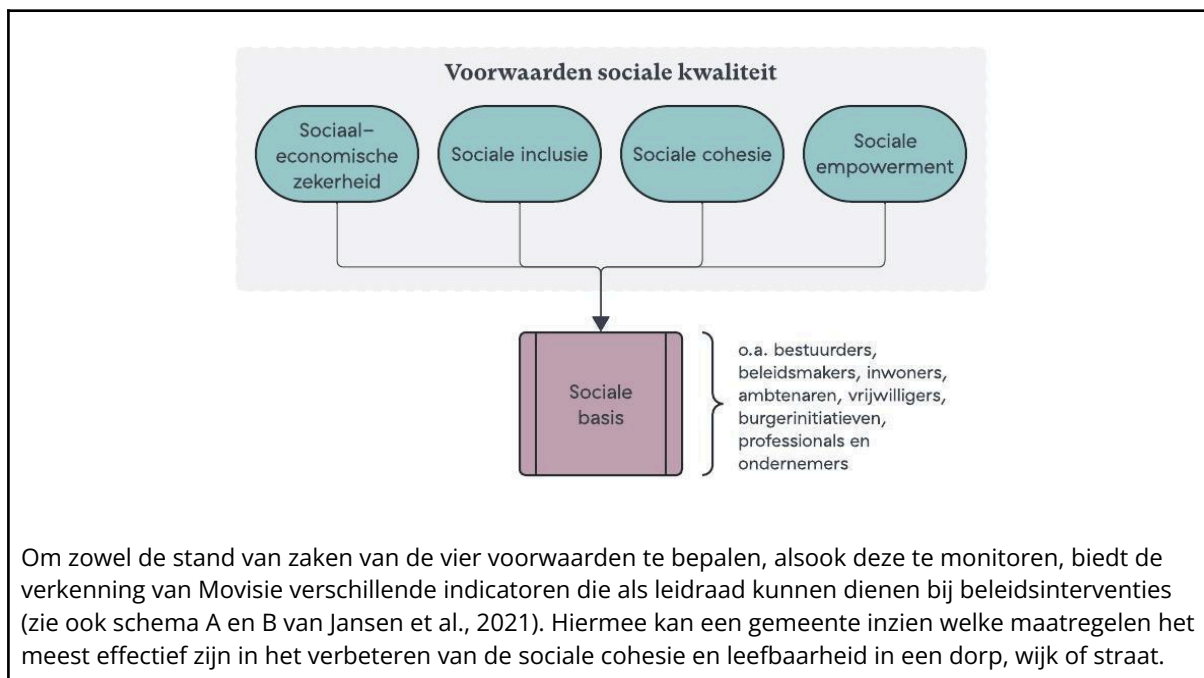 Voorwaarden sociale kwaliteit
Sociaal-
economische
zekerheid
Sociale inclusie
Sociale cohesie
Sociale
empowerment
Sociale
basis
o.a. bestuurders,
beleidsmakers, inwoners,
ambtenaren, vrijwilligers,
burgerinitiatieven,
professionals en
ondernemers
Om zowel de stand van zaken van de vier voorwaarden te bepalen, alsook deze te monitoren, biedt de
verkenning van Movisie verschillende indicatoren die als leidraad kunnen dienen bij beleidsinterventies
(zie ook schema A en B van Jansen et al., 2021). Hiermee kan een gemeente inzien welke maatregelen het
meest effectief zijn in het verbeteren van de sociale cohesie en leefbaarheid in een dorp, wijk of straat.